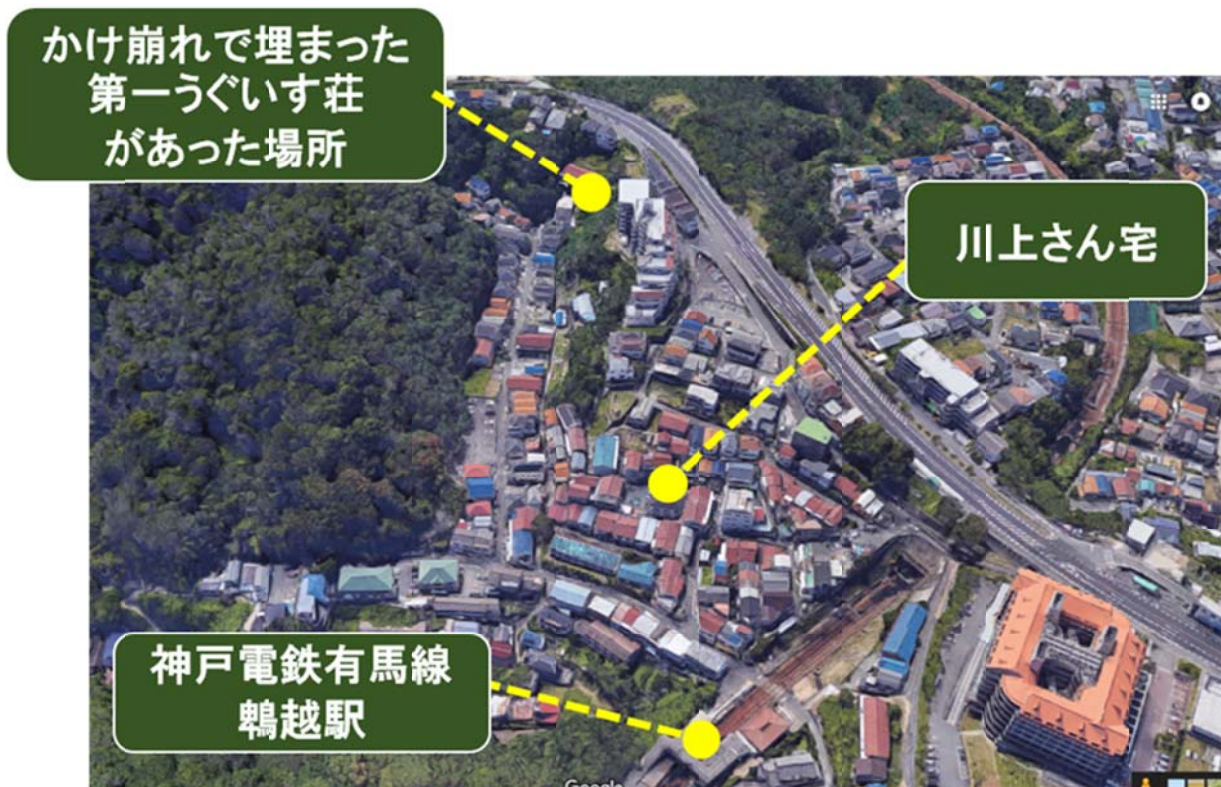 かけ崩れで埋まった
第一うぐいす荘
があった場所
川上さん宅
神戸電鉄有馬線
鵯越駅
Google